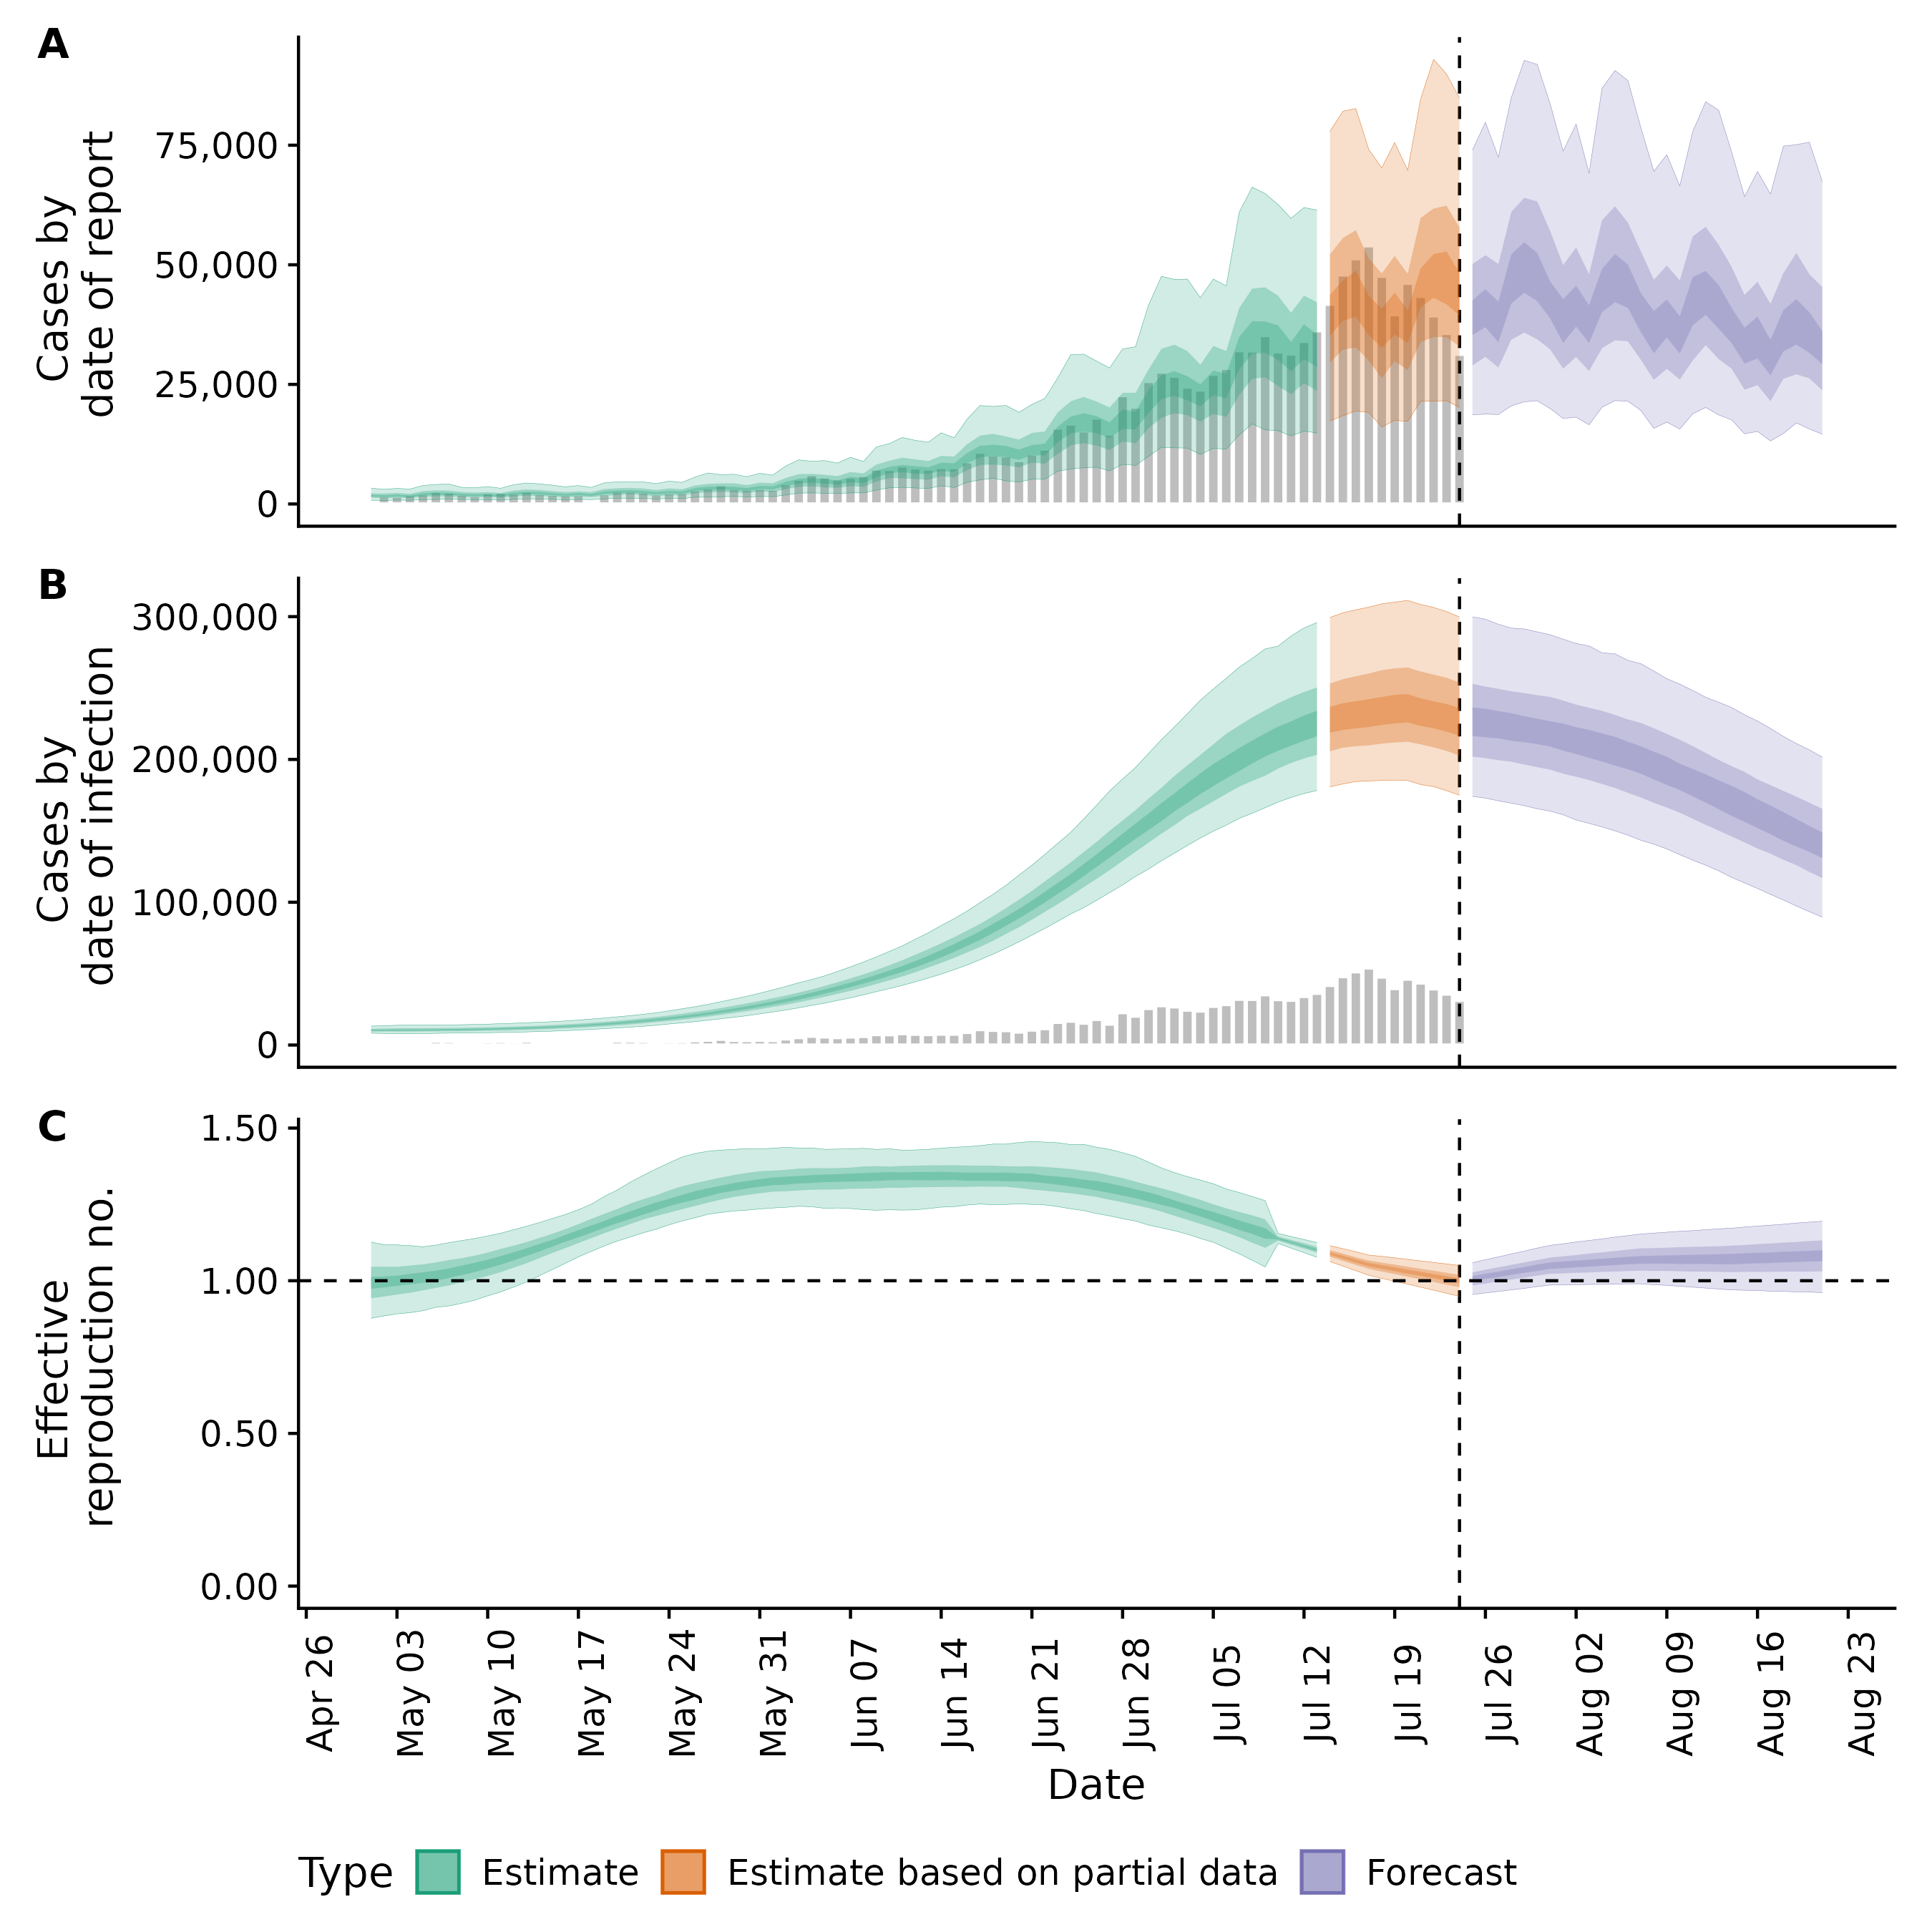 A
Cases by
date of report
75,000
50,000
25,000
0
B
Cases by
date of infection
300,000
200,000
100,000
0
C
Effective
reproduction no.
1.50
1.00
0.50
0.00
Apr 26
May 03
May 10
May 17
May 24
May 31
Jun 07
Jun 14
Jun 21
Jun 28
Jul 05
Jul 12
Jul 19
Jul 26
Aug 02
Aug 09
Aug 16
Aug 23
Date
Type Estimate Estimate based on partial data Forecast